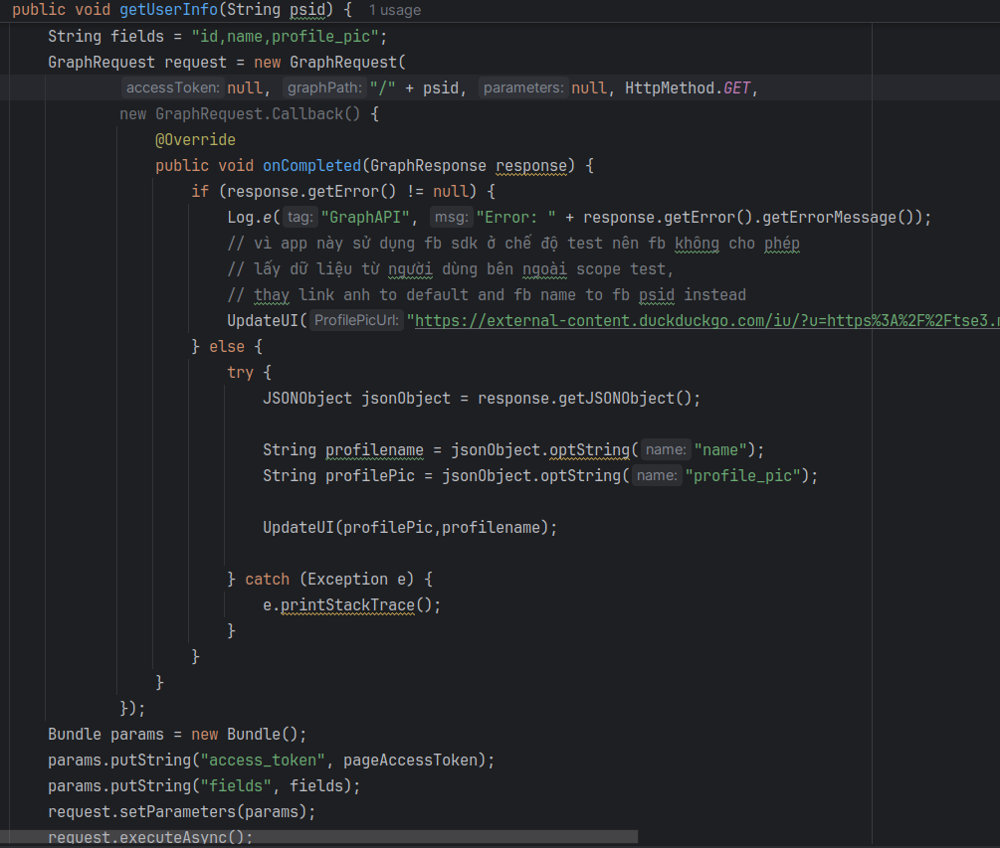 public void getUserInfo(String psid) { 1 usage
String fields = "id,name,profile_pic";
GraphRequest request = new GraphRequest(
accessToken: null, graphPath: "/" + psid, parameters: null, HttpMethod.GET,
new GraphRequest.Callback() {
@Override
public void onCompleted(GraphResponse response) {
if (response.getError() != null) {
Log.e( tag: "GraphAPI", msg: "Error: " + response.getError().getErrorMessage());
// vì app này sử dụng fb sdk ở chế độ test nên fb không cho phép
// lấy dữ liệu từ người dùng bên ngoài scope test,
// thay link anh to default and fb name to fb psid instead
UpdateUI( ProfilePicUrl: "https://external-content.duckduckgo.com/iu/?u=https%3A%2F%2Ftse3.
} else {
try {
JSONObject jsonObject = response.getJSONObject();
String profilename = jsonObject.optString( name: "name");
String profilePic = jsonObject.optString( name: "profile_pic");
UpdateUI(profilePic,profilename);
} catch (Exception e) {
e.printStackTrace();
}
}
}
});
Bundle params = new Bundle();
params.putString("access_token", pageAccessToken);
params.putString("fields", fields);
request.setParameters(params);
request.executeAsync();